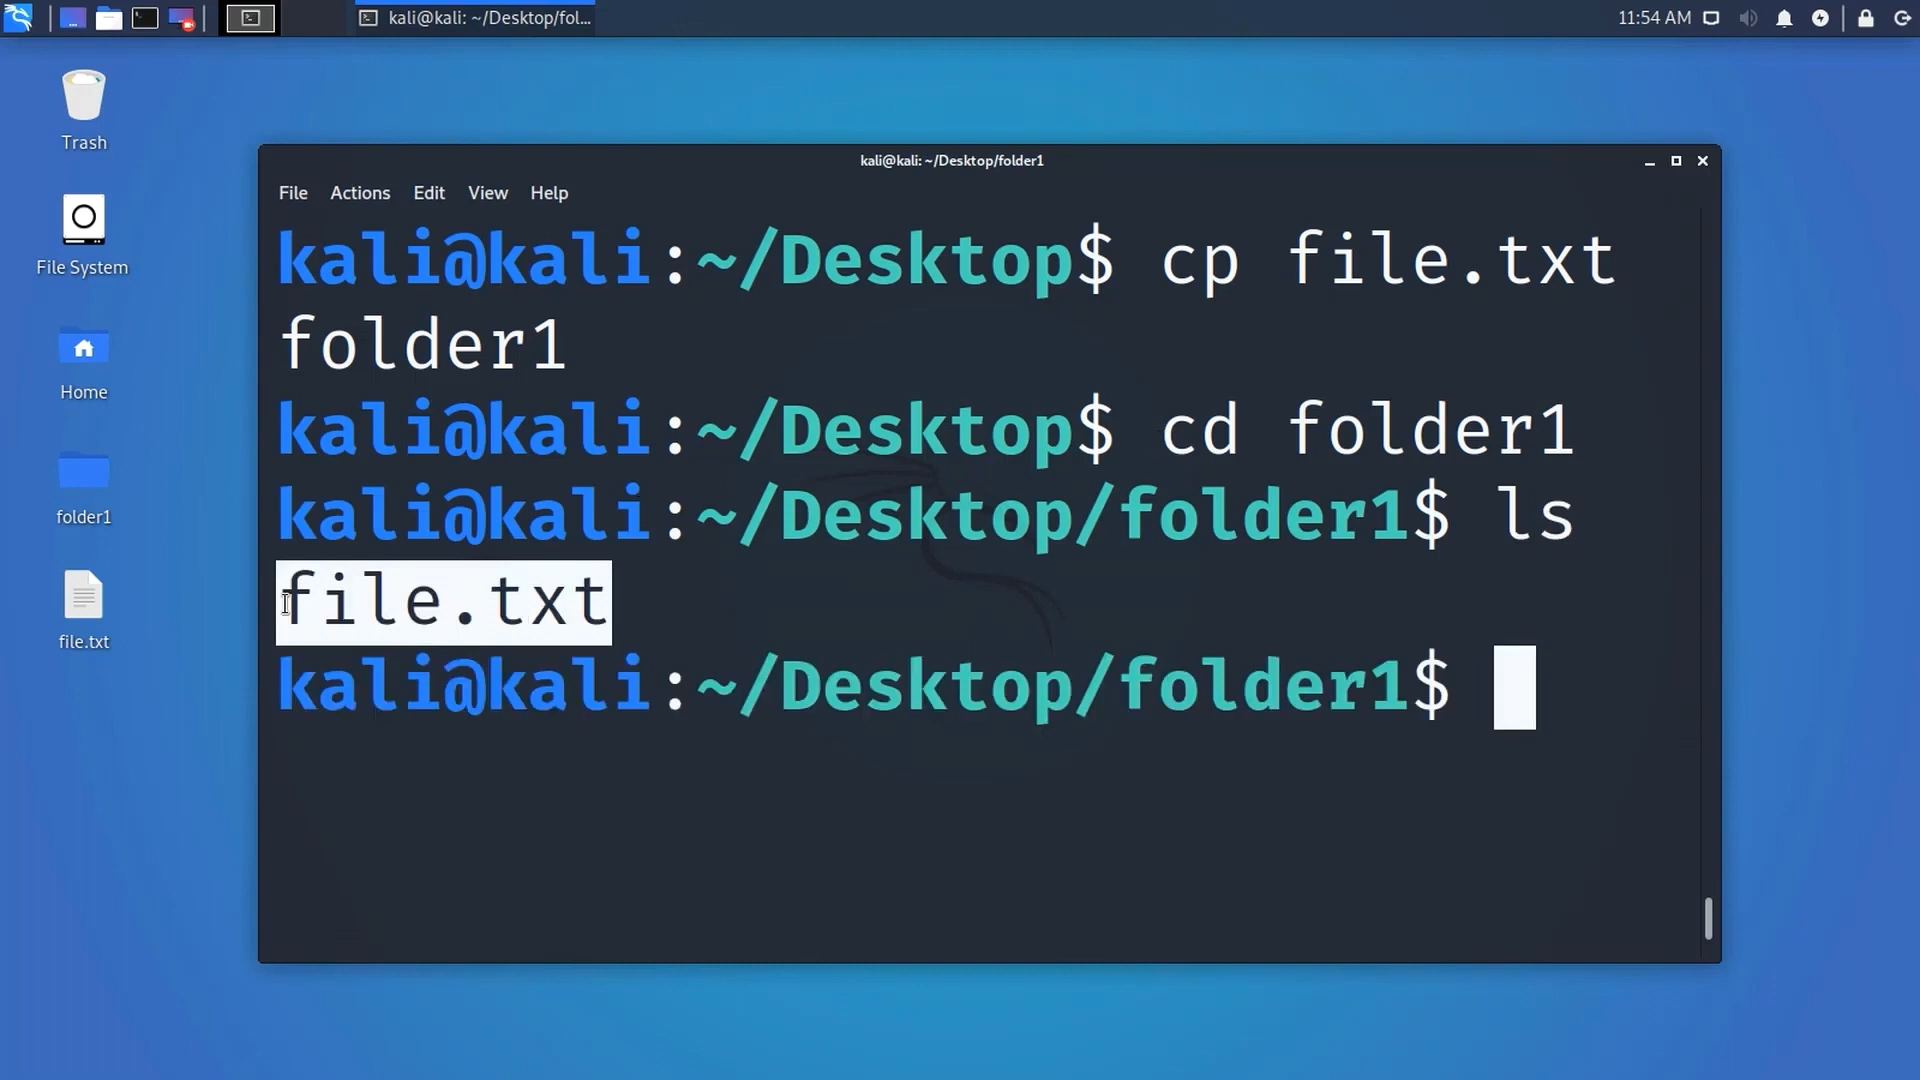 kali@kali: ~/Desktop/fol...
11:54 AM
Trash
File System
Home
folder1
file.txt
kali@kali: ~/Desktop/folder1
File Actions Edit View Help
kali@kali:~/Desktop$ cp file.txt
folder1
kali@kali:~/Desktop$ cd folder1
kali@kali:~/Desktop/folder1$ ls
file.txt
kali@kali:~/Desktop/folder1$